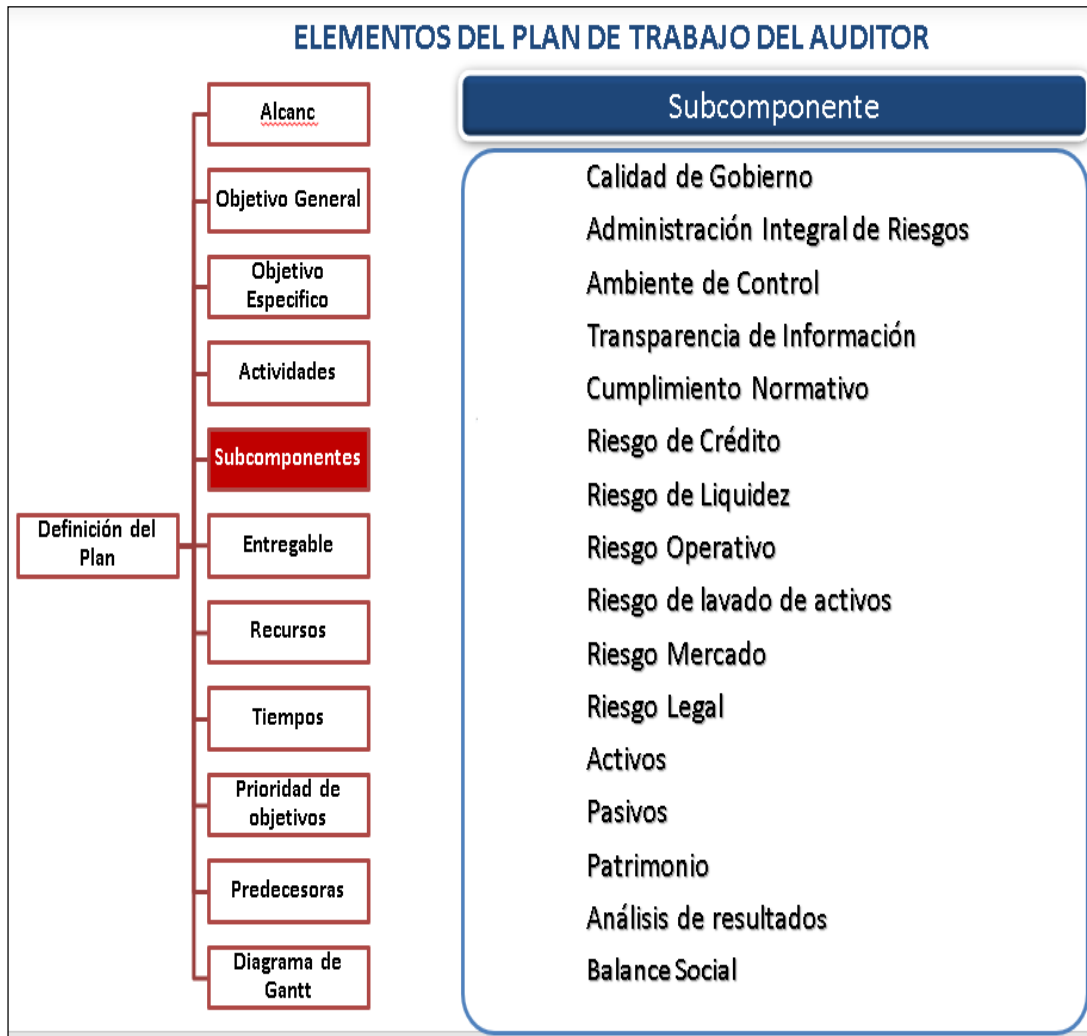 ELEMENTOS DEL PLAN DE TRABAJO DEL AUDITOR
Definición del
Plan
Alcanc
Objetivo General
Objetivo
Especifico
Actividades
Subcomponentes
Entregable
Recursos
Tiempos
Prioridad de
objetivos
Predecesoras
Diagrama de
Gantt
Subcomponente
Calidad de Gobierno
Administración Integral de Riesgos
Ambiente de Control
Transparencia de Información
Cumplimiento Normativo
Riesgo de Crédito
Riesgo de Liquidez
Riesgo Operativo
Riesgo de lavado de activos
Riesgo Mercado
Riesgo Legal
Activos
Pasivos
Patrimonio
Análisis de resultados
Balance Social